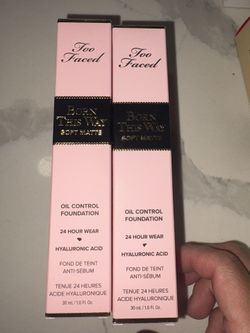 Too
Faced
BORN
THIS WAY
SOFT MATTE
OIL CONTROL
FOUNDATION
24 HOUR WEAR
HYALURONIC ACID
FOND DE TEINT
ANTI-SÉBUM
TENUE 24 HEURES
ACIDE HYALURONIQUE
30 mL / 1.0 Fl. Oz.
Too
Faced
BORN
THIS WAY
SOFT MATTE
OIL CONTROL
FOUNDATION
24 HOUR WEAR
HYALURONIC ACID
FOND DE TEINT
ANTI-SÉBUM
TENUE 24 HEURES
ACIDE HYALURONIQUE
30 mL / 1.0 Fl. Oz.